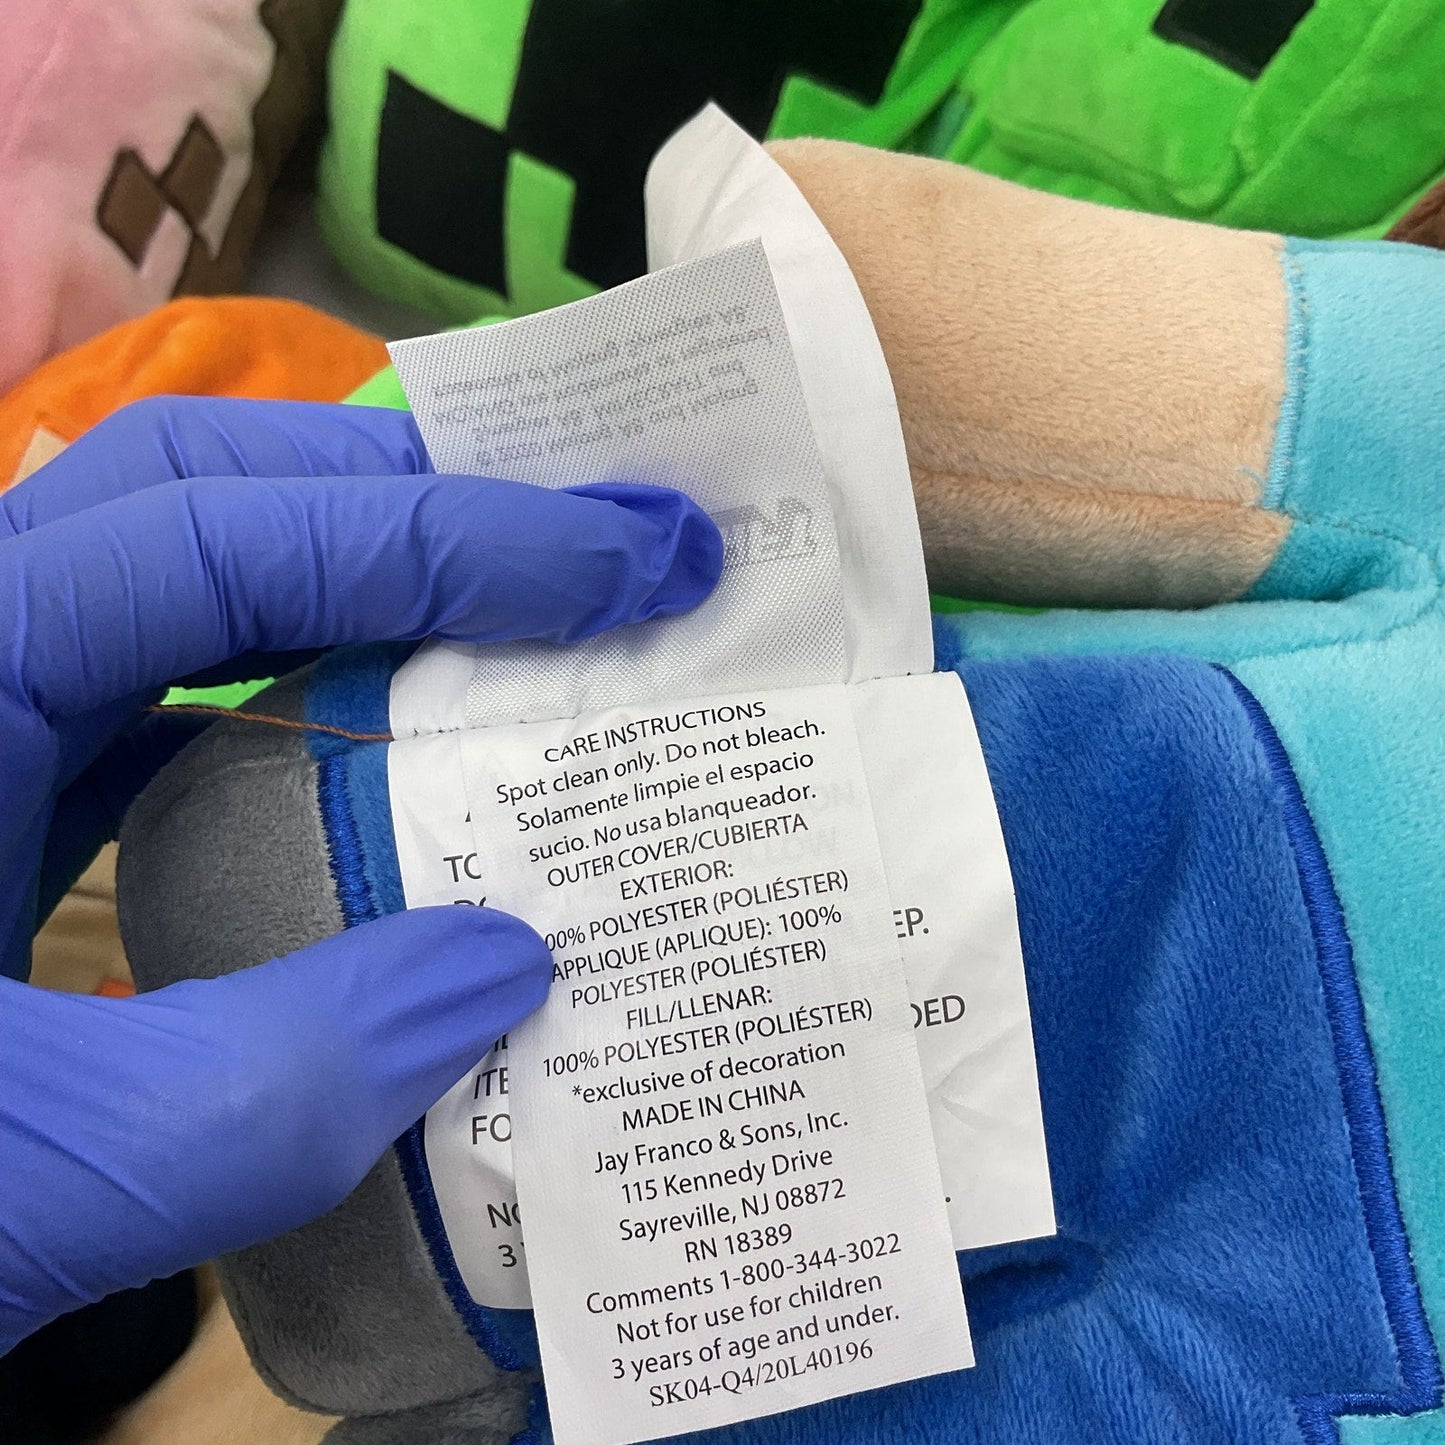 CARE INSTRUCTIONS
Spot clean only. Do not bleach.
Solamente limpie el espacio
sucio. No usa blanqueador.
OUTER COVER/CUBIERTA
EXTERIOR:
00% POLYESTER (POLIÉSTER)
APPLIQUE (APLIQUE): 100%
POLYESTER (POLIÉSTER)
FILL/LLENAR:
100% POLYESTER (POLIÉSTER)
*exclusive of decoration
MADE IN CHINA
Jay Franco & Sons, Inc.
115 Kennedy Drive
Sayreville, NJ 08872
RN 18389
Comments 1-800-344-3022
Not for use for children
3 years of age and under.
SK04-Q4/20L40196